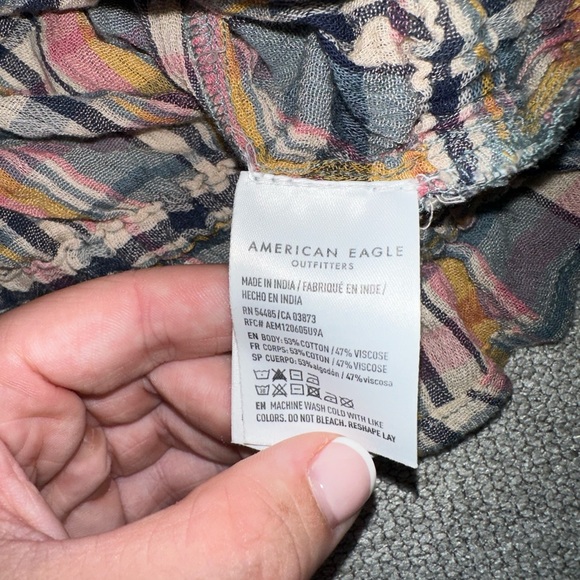 AMERICAN EAGLE
OUTFITTERS
MADE IN INDIA / FABRIQUÉ EN INDE/
HECHO EN INDIA
RN 54485/CA 03873
RFC# AEM120605U9A
EN BODY: 53% COTTON / 47% VISCOSE
FR CORPS: 53% COTON / 47% VISCOSE
SP CUERPO: 53% algodón / 47% viscosa
EN MACHINE WASH COLD WITH LIKE
COLORS. DO NOT BLEACH. RESHAPE LAY